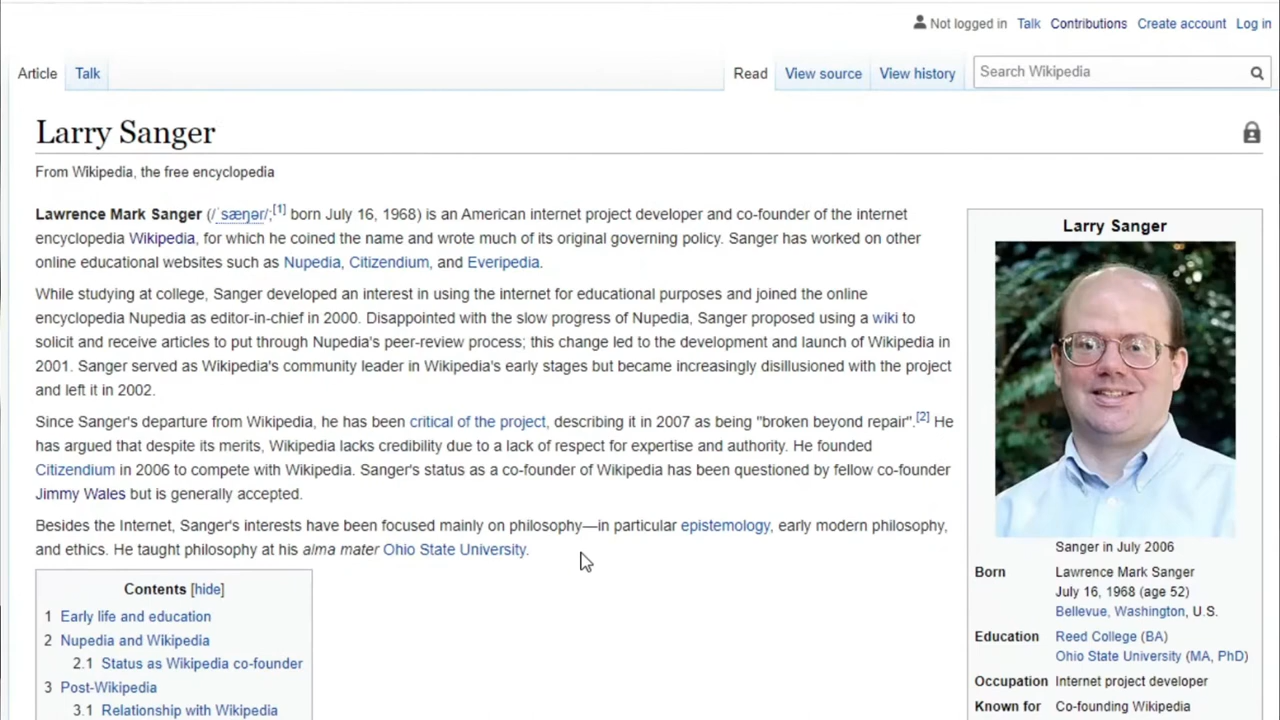 Not logged in Talk Contributions Create account Log in
Article Talk Read View source View history Search Wikipedia
Larry Sanger
From Wikipedia, the free encyclopedia
Lawrence Mark Sanger (/ˈsæŋər/;[1] born July 16, 1968) is an American internet project developer and co-founder of the internet
encyclopedia Wikipedia, for which he coined the name and wrote much of its original governing policy. Sanger has worked on other
online educational websites such as Nupedia, Citizendium, and Everipedia.
While studying at college, Sanger developed an interest in using the internet for educational purposes and joined the online
encyclopedia Nupedia as editor-in-chief in 2000. Disappointed with the slow progress of Nupedia, Sanger proposed using a wiki to
solicit and receive articles to put through Nupedia's peer-review process; this change led to the development and launch of Wikipedia in
2001. Sanger served as Wikipedia's community leader in Wikipedia's early stages but became increasingly disillusioned with the project
and left it in 2002.
Since Sanger's departure from Wikipedia, he has been critical of the project, describing it in 2007 as being "broken beyond repair".[2] He
has argued that despite its merits, Wikipedia lacks credibility due to a lack of respect for expertise and authority. He founded
Citizendium in 2006 to compete with Wikipedia. Sanger's status as a co-founder of Wikipedia has been questioned by fellow co-founder
Jimmy Wales but is generally accepted.
Besides the Internet, Sanger's interests have been focused mainly on philosophy—in particular epistemology, early modern philosophy,
and ethics. He taught philosophy at his alma mater Ohio State University.
Contents [hide]
1 Early life and education
2 Nupedia and Wikipedia
2.1 Status as Wikipedia co-founder
3 Post-Wikipedia
3.1 Relationship with Wikipedia
Larry Sanger
Sanger in July 2006
Born Lawrence Mark Sanger
July 16, 1968 (age 52)
Bellevue, Washington, U.S.
Education Reed College (BA)
Ohio State University (MA, PhD)
Occupation Internet project developer
Known for Co-founding Wikipedia